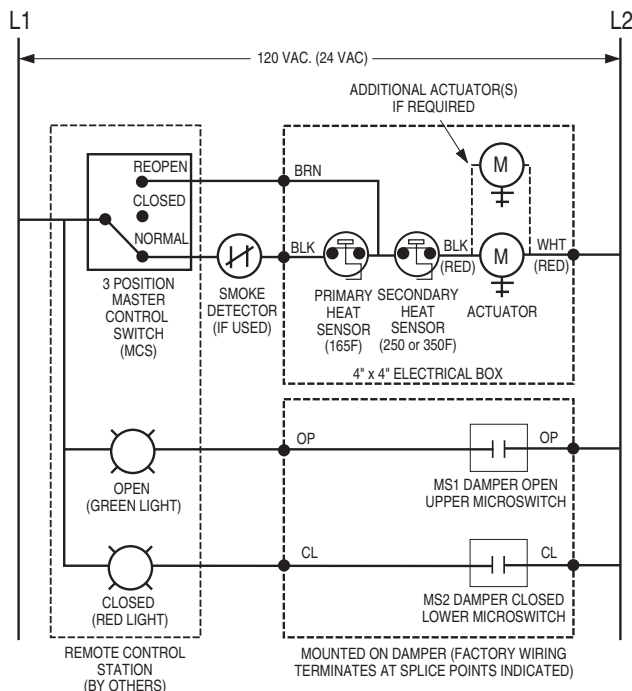 L1
L2
120 VAC. (24 VAC)
ADDITIONAL ACTUATOR(S)
IF REQUIRED
M
REOPEN
BRN
CLOSED
NORMAL
BLK
BLK
(RED)
M
WHT
(RED)
3 POSITION
MASTER
CONTROL
SWITCH
(MCS)
SMOKE
DETECTOR
(IF USED)
PRIMARY
HEAT
SENSOR
(165F)
SECONDARY
HEAT
SENSOR
(250 or 350F)
ACTUATOR
4" x 4" ELECTRICAL BOX
OP
OP
OPEN
(GREEN LIGHT)
MS1 DAMPER OPEN
UPPER MICROSWITCH
CL
CL
CLOSED
(RED LIGHT)
MS2 DAMPER CLOSED
LOWER MICROSWITCH
REMOTE CONTROL
STATION
(BY OTHERS)
MOUNTED ON DAMPER (FACTORY WIRING
TERMINATES AT SPLICE POINTS INDICATED)